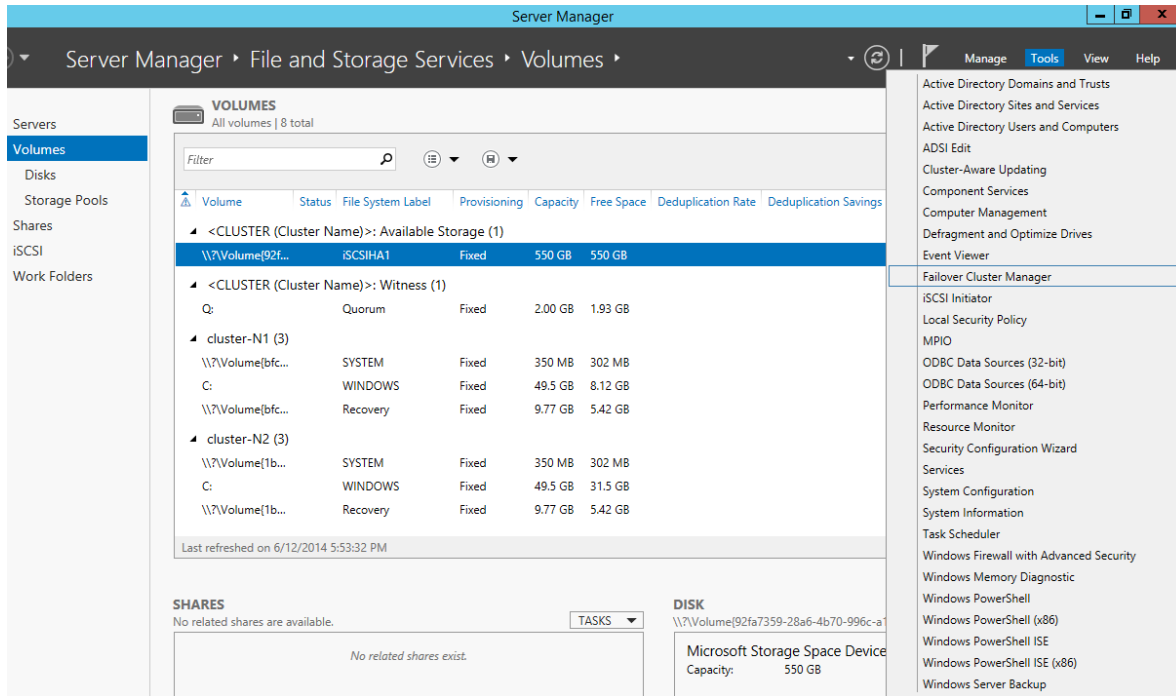 Server Manager
Server Manager ‣ File and Storage Services ‣ Volumes ‣
Manage Tools View Help
Servers
Volumes
Disks
Storage Pools
Shares
iSCSI
Work Folders
VOLUMES
All volumes | 8 total
Filter
Volume Status File System Label Provisioning Capacity Free Space Deduplication Rate Deduplication Savings
<CLUSTER (Cluster Name)>: Available Storage (1)
\\?\Volume{92f... iSCSIHA1 Fixed 550 GB 550 GB
<CLUSTER (Cluster Name)>: Witness (1)
Q: Quorum Fixed 2.00 GB 1.93 GB
cluster-N1 (3)
\\?\Volume{bfc... SYSTEM Fixed 350 MB 302 MB
C: WINDOWS Fixed 49.5 GB 8.12 GB
\\?\Volume{bfc... Recovery Fixed 9.77 GB 5.42 GB
cluster-N2 (3)
\\?\Volume{1b... SYSTEM Fixed 350 MB 302 MB
C: WINDOWS Fixed 49.5 GB 31.5 GB
\\?\Volume{1b... Recovery Fixed 9.77 GB 5.42 GB
Last refreshed on 6/12/2014 5:53:32 PM
SHARES
No related shares are available.
TASKS
No related shares exist.
DISK
\\?\Volume{92fa7359-28a6-4b70-996c-a1
Microsoft Storage Space Device
Capacity: 550 GB
Active Directory Domains and Trusts
Active Directory Sites and Services
Active Directory Users and Computers
ADSI Edit
Cluster-Aware Updating
Component Services
Computer Management
Defragment and Optimize Drives
Event Viewer
Failover Cluster Manager
iSCSI Initiator
Local Security Policy
MPIO
ODBC Data Sources (32-bit)
ODBC Data Sources (64-bit)
Performance Monitor
Resource Monitor
Security Configuration Wizard
Services
System Configuration
System Information
Task Scheduler
Windows Firewall with Advanced Security
Windows Memory Diagnostic
Windows PowerShell
Windows PowerShell (x86)
Windows PowerShell ISE
Windows PowerShell ISE (x86)
Windows Server Backup